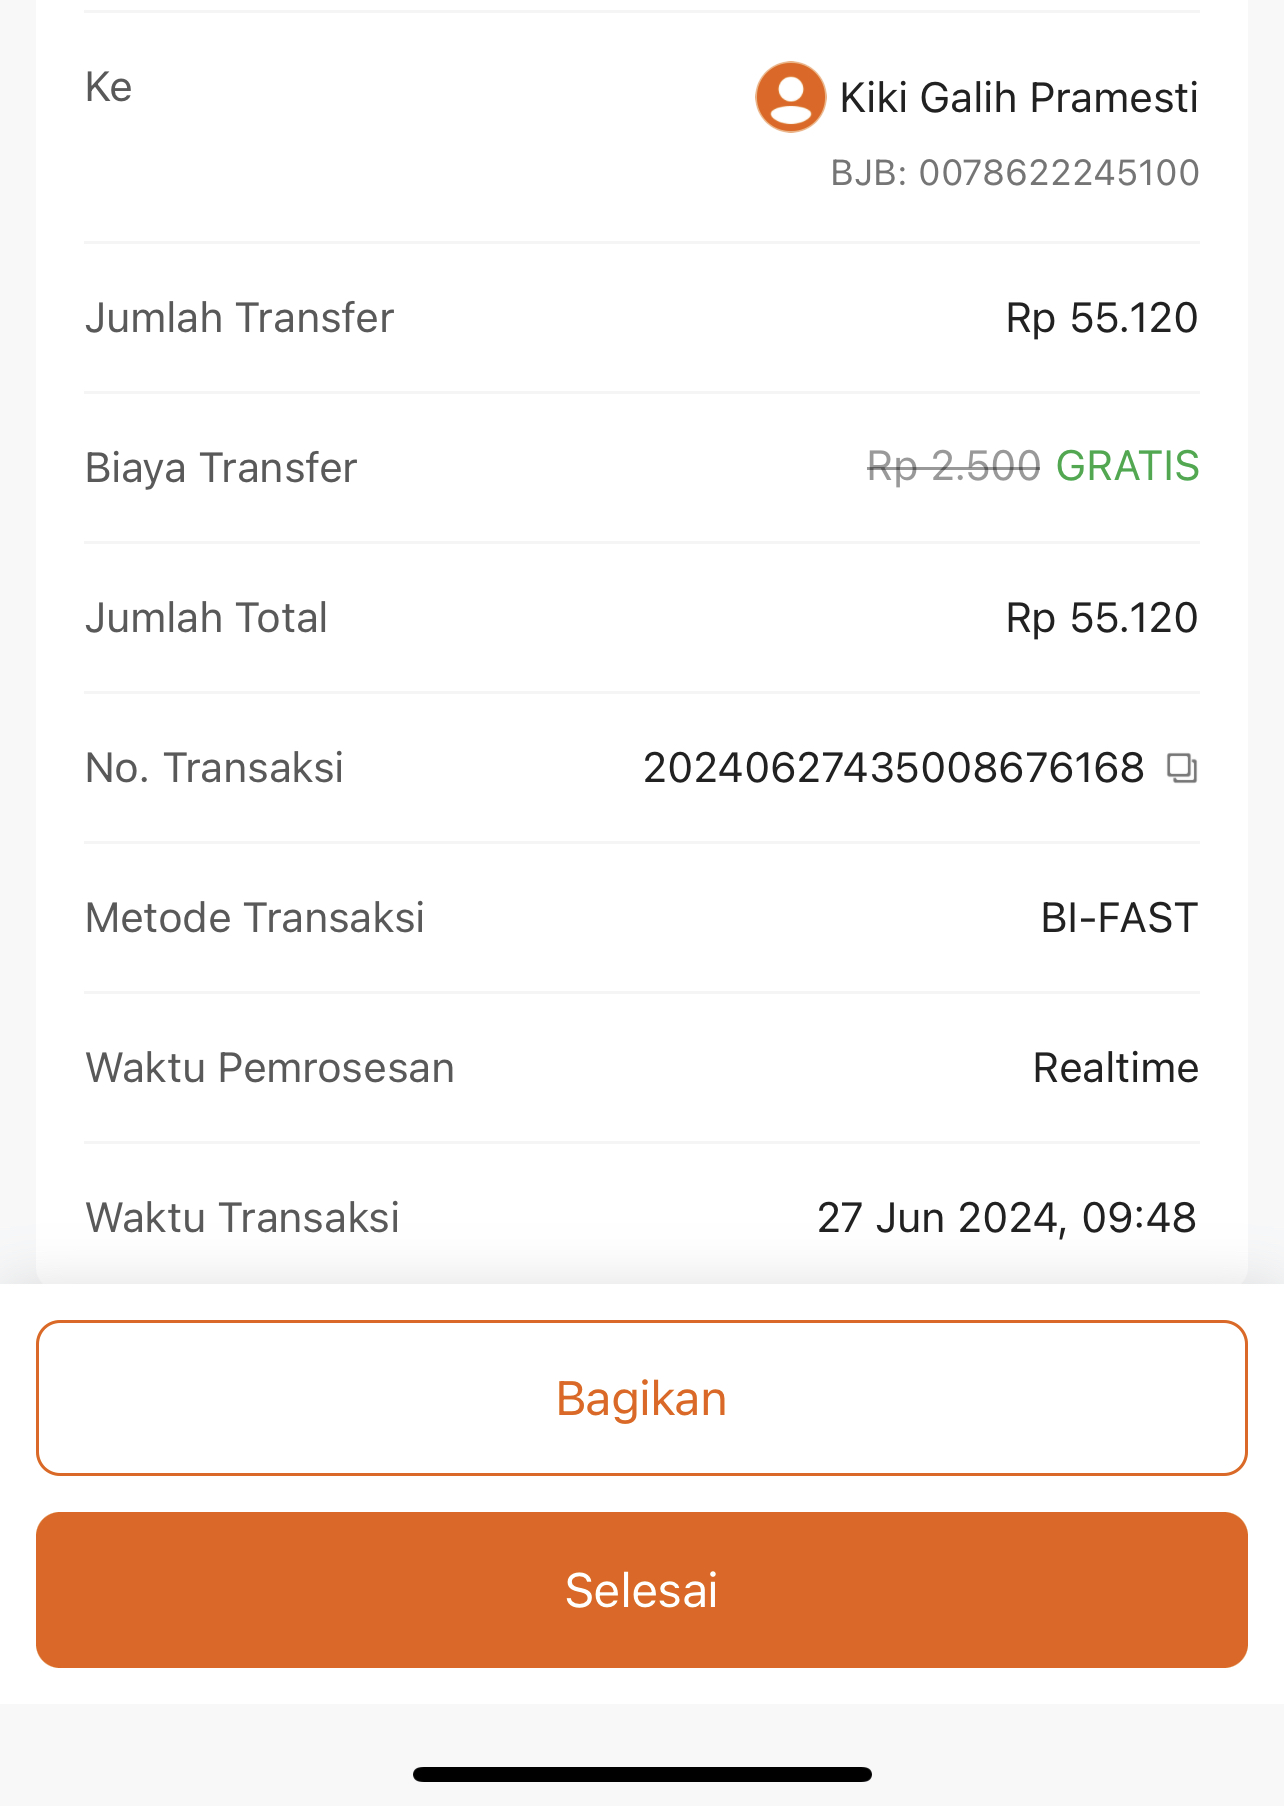 Ke
Kiki Galih Pramesti
BJB: 0078622245100
Jumlah Transfer
Rp 55.120
Biaya Transfer
Rp 2.500 GRATIS
Jumlah Total
Rp 55.120
No. Transaksi
20240627435008676168
Metode Transaksi
BI-FAST
Waktu Pemrosesan
Realtime
Waktu Transaksi
27 Jun 2024, 09:48
Bagikan
Selesai